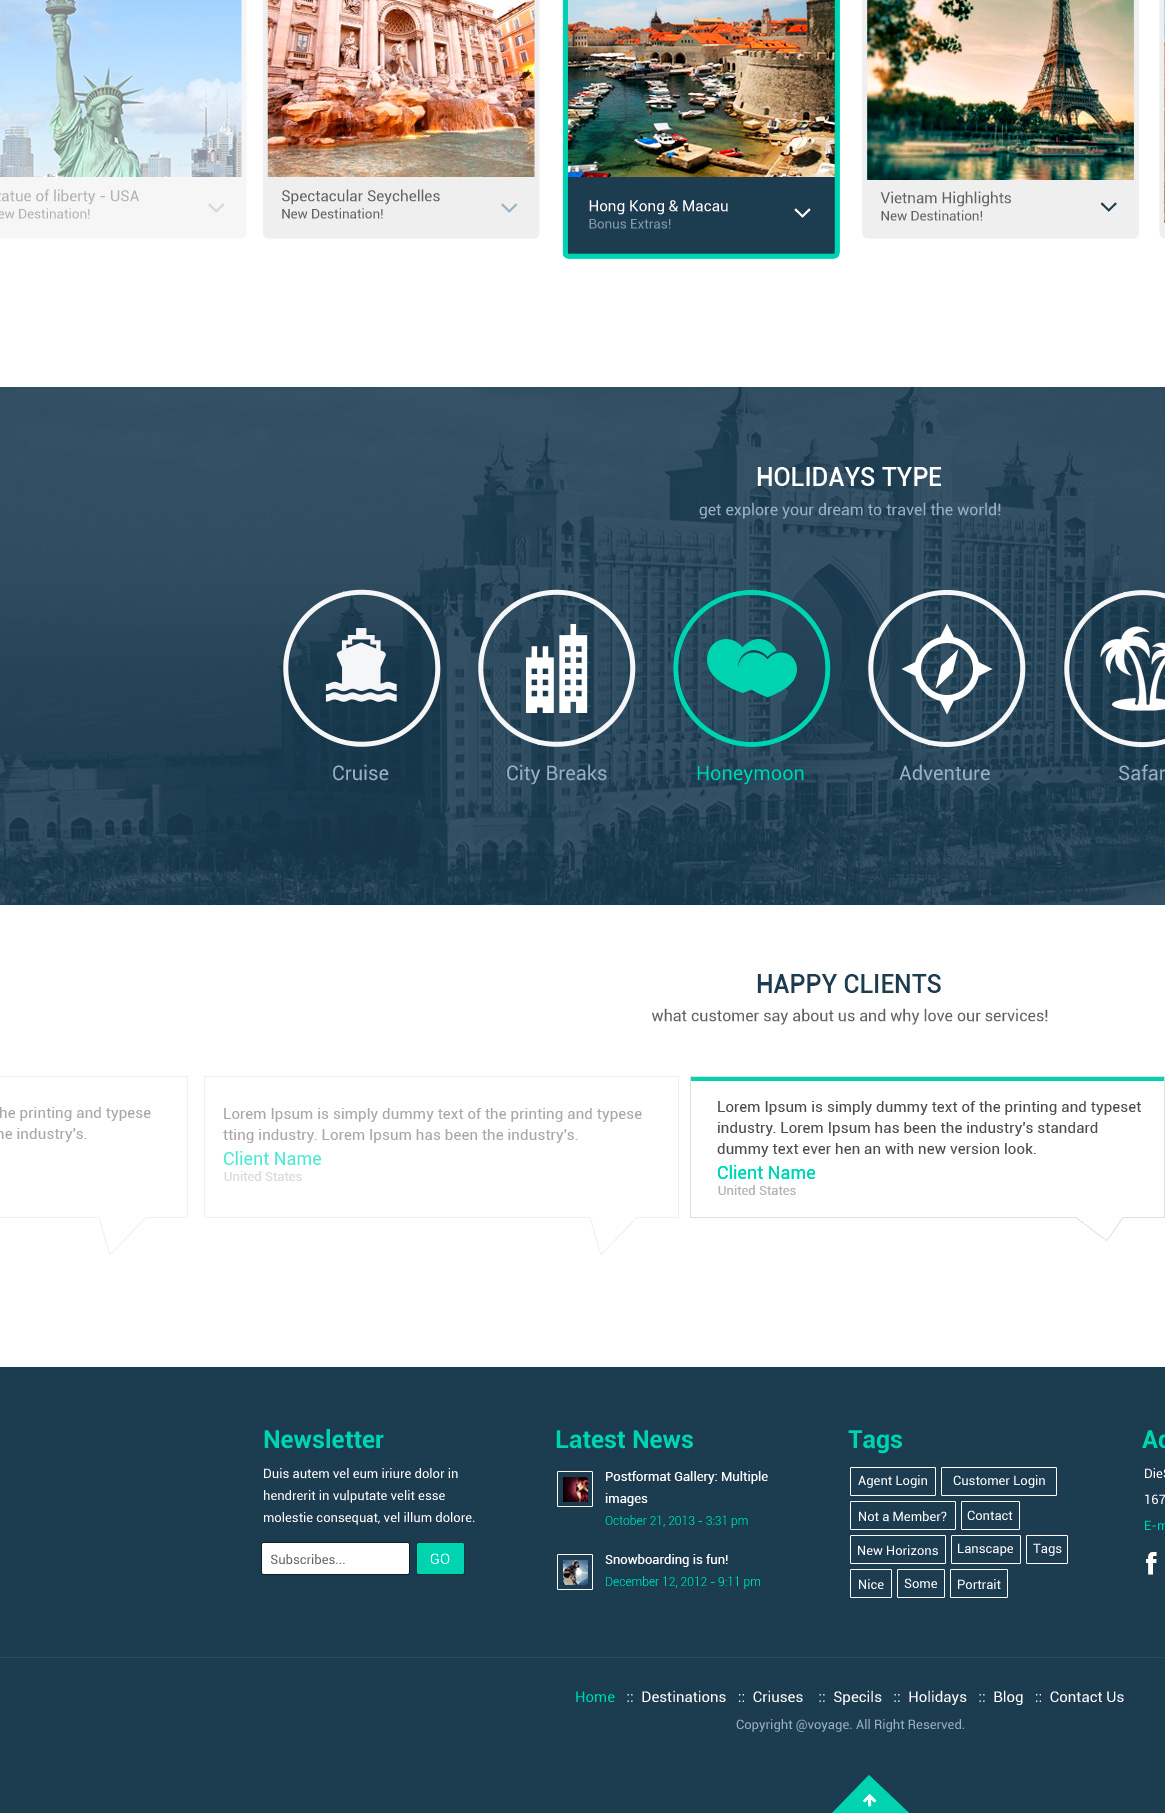 tatue of liberty - USA
ew Destination!
Spectacular Seychelles
New Destination!
Hong Kong & Macau
Bonus Extras!
Vietnam Highlights
New Destination!
HOLIDAYS TYPE
get explore your dream to travel the world!
Cruise
City Breaks
Honeymoon
Adventure
Safar
HAPPY CLIENTS
what customer say about us and why love our services!
he printing and typese
ne industry's.
Lorem Ipsum is simply dummy text of the printing and typese
tting industry. Lorem Ipsum has been the industry's.
Client Name
United States
Lorem Ipsum is simply dummy text of the printing and typeset
industry. Lorem Ipsum has been the industry's standard
dummy text ever hen an with new version look.
Client Name
United States
Newsletter
Duis autem vel eum iriure dolor in
hendrerit in vulputate velit esse
molestie consequat, vel illum dolore.
Subscribes...
GO
Latest News
Postformat Gallery: Multiple
images
October 21, 2013 - 3:31 pm
Snowboarding is fun!
December 12, 2012 - 9:11 pm
Tags
Agent Login
Customer Login
Not a Member?
Contact
New Horizons
Lanscape
Tags
Nice
Some
Portrait
Ad
DieS
167
E-m
Home :: Destinations :: Criuses :: Specils :: Holidays :: Blog :: Contact Us
Copyright @voyage. All Right Reserved.